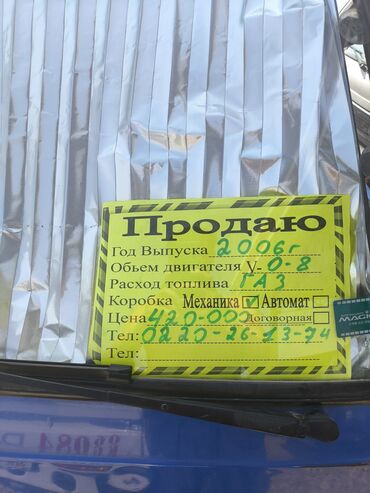 Продаю
Год Выпуска 2006г
Обьем двигателя V- 0-8
Расход топлива ГАЗ
Коробка Механика ☑ Автомат ☐
Цена 420-000 Договорная ☐
Тел: 0220-26-13-74
Тел:
MAGIC